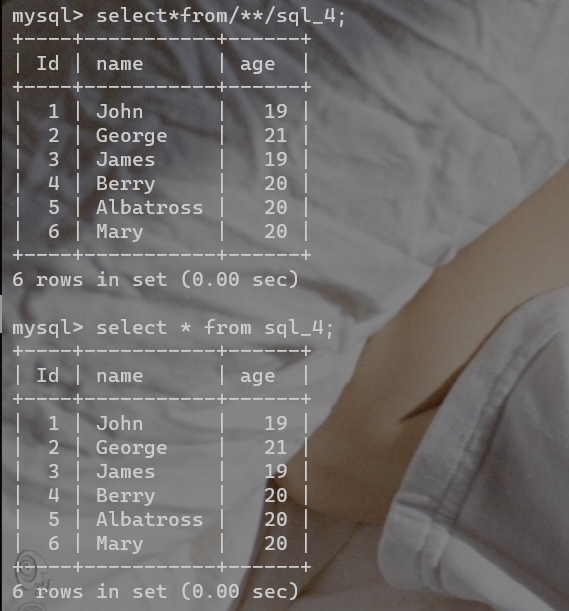 mysql> select*from/**/sql_4;
+----+-----------+------+
| Id | name      | age  |
+----+-----------+------+
|  1 | John      |   19 |
|  2 | George    |   21 |
|  3 | James     |   19 |
|  4 | Berry     |   20 |
|  5 | Albatross |   20 |
|  6 | Mary      |   20 |
+----+-----------+------+
6 rows in set (0.00 sec)
mysql> select * from sql_4;
+----+-----------+------+
| Id | name      | age  |
+----+-----------+------+
|  1 | John      |   19 |
|  2 | George    |   21 |
|  3 | James     |   19 |
|  4 | Berry     |   20 |
|  5 | Albatross |   20 |
|  6 | Mary      |   20 |
+----+-----------+------+
6 rows in set (0.00 sec)